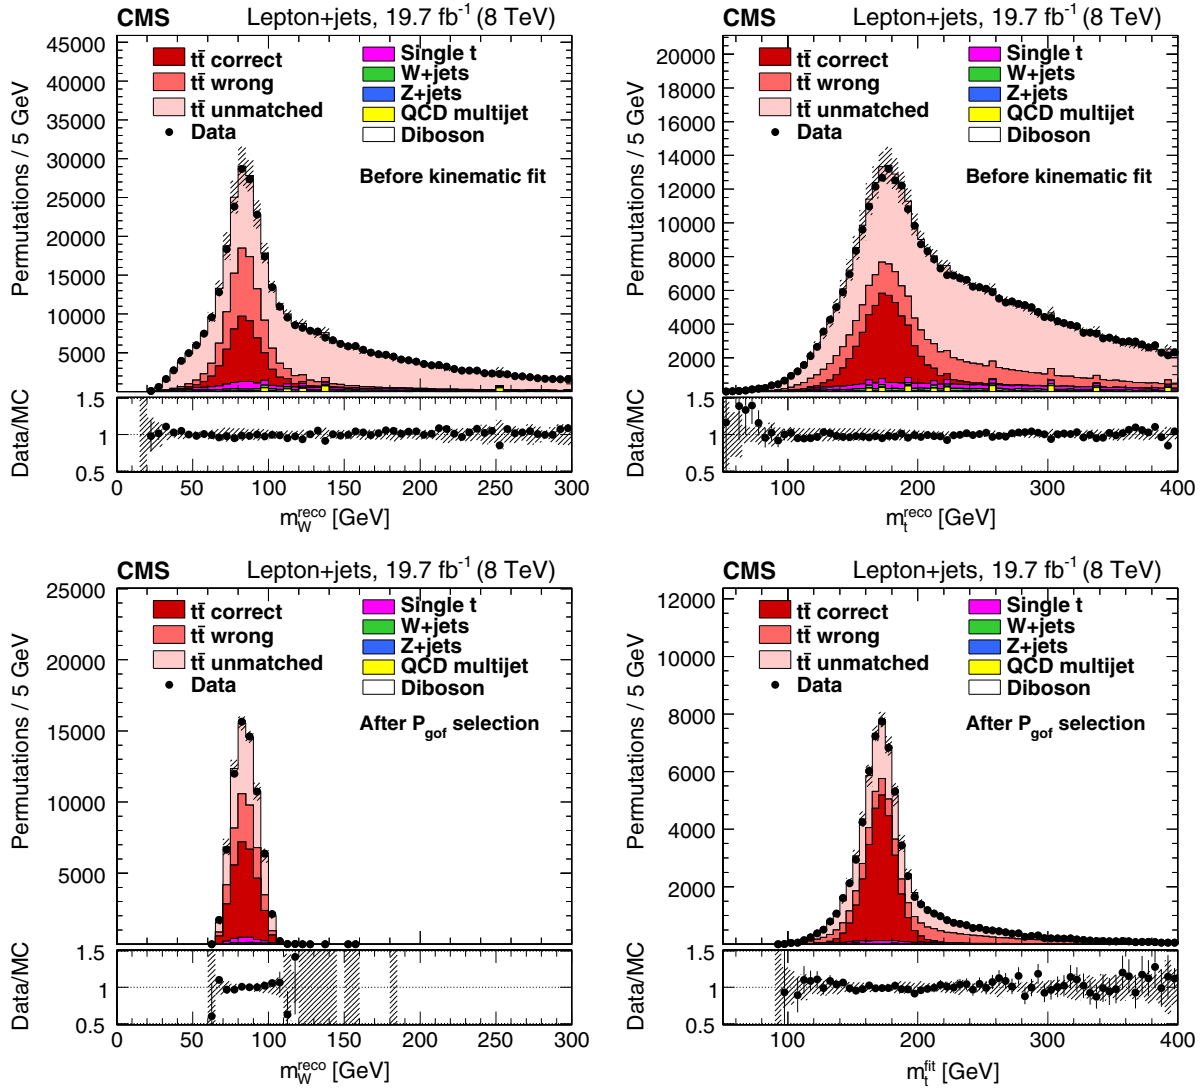 CMS Lepton+jets, 19.7 fb⁻¹ (8 TeV)
Permutations / 5 GeV
45000
40000
35000
30000
25000
20000
15000
10000
5000
tt̄ correct
tt̄ wrong
tt̄ unmatched
Data
Single t
W+jets
Z+jets
QCD multijet
Diboson
Before kinematic fit
Data/MC
1.5
1
0.5
0 50 100 150 200 250 300
m_W^reco [GeV]
CMS Lepton+jets, 19.7 fb⁻¹ (8 TeV)
Permutations / 5 GeV
20000
18000
16000
14000
12000
10000
8000
6000
4000
2000
tt̄ correct
tt̄ wrong
tt̄ unmatched
Data
Single t
W+jets
Z+jets
QCD multijet
Diboson
Before kinematic fit
Data/MC
1.5
1
0.5
100 200 300 400
m_t^reco [GeV]
CMS Lepton+jets, 19.7 fb⁻¹ (8 TeV)
Permutations / 5 GeV
25000
20000
15000
10000
5000
tt̄ correct
tt̄ wrong
tt̄ unmatched
Data
Single t
W+jets
Z+jets
QCD multijet
Diboson
After P_gof selection
Data/MC
1.5
1
0.5
0 50 100 150 200 250 300
m_W^reco [GeV]
CMS Lepton+jets, 19.7 fb⁻¹ (8 TeV)
Permutations / 5 GeV
12000
10000
8000
6000
4000
2000
tt̄ correct
tt̄ wrong
tt̄ unmatched
Data
Single t
W+jets
Z+jets
QCD multijet
Diboson
After P_gof selection
Data/MC
1.5
1
0.5
100 200 300 400
m_t^fit [GeV]